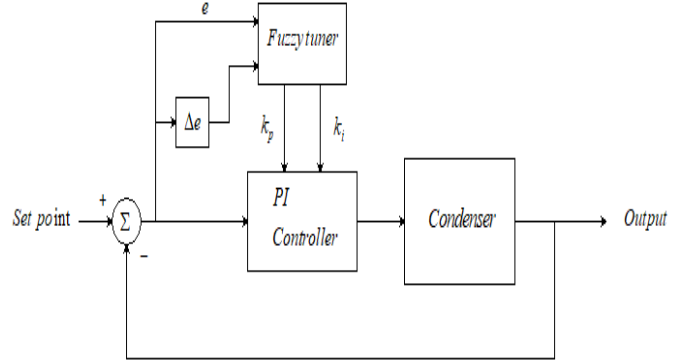 e
Fuzzy tuner
Δe
k_p
k_i
+
Set point
Σ
−
PI
Controller
Condenser
Output